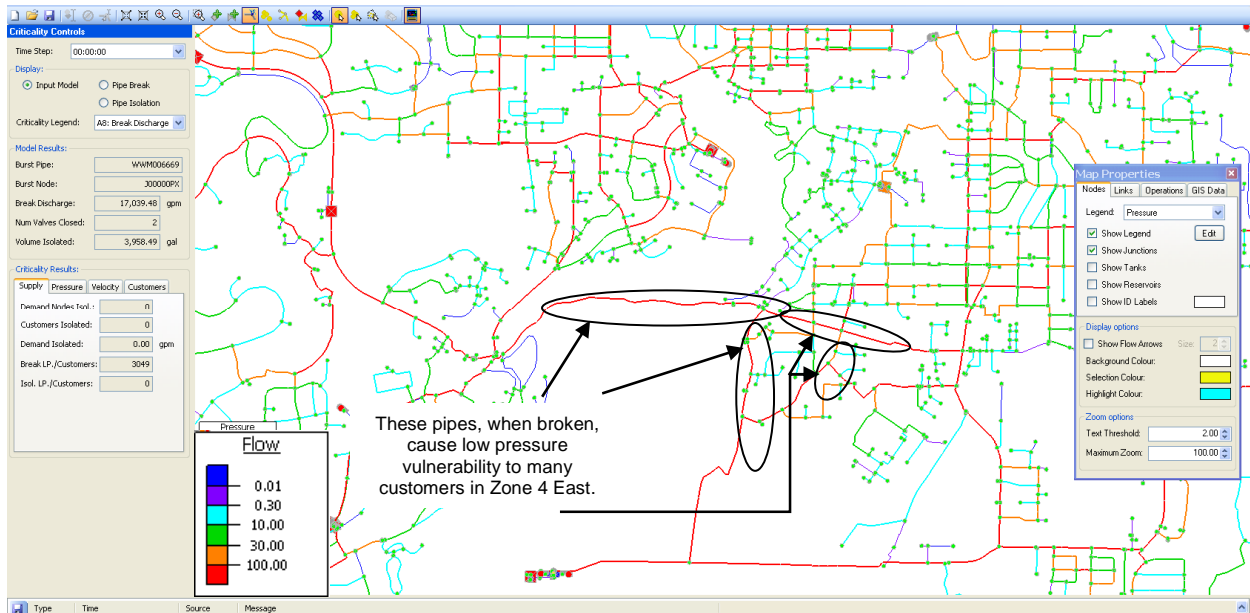 Criticality Controls
Time Step: 00:00:00
Display:
Input Model Pipe Break
Pipe Isolation
Criticality Legend: A8: Break Discharge
Model Results:
Burst Pipe: WWM006669
Burst Node: J00000PX
Break Discharge: 17,039.48 gpm
Num Valves Closed: 2
Volume Isolated: 3,958.49 gal
Criticality Results:
Supply Pressure Velocity Customers
Demand Nodes Isol.: 0
Customers Isolated: 0
Demand Isolated: 0.00 gpm
Break LP./Customers: 3049
Isol. LP./Customers: 0
Pressure
Flow
0.01
0.30
10.00
30.00
100.00
These pipes, when broken,
cause low pressure
vulnerability to many
customers in Zone 4 East.
Map Properties
Nodes Links Operations GIS Data
Legend: Pressure
Show Legend Edit
Show Junctions
Show Tanks
Show Reservoirs
Show ID Labels
Display options
Show Flow Arrows Size: 2
Background Colour:
Selection Colour:
Highlight Colour:
Zoom options
Text Threshold: 2.00
Maximum Zoom: 100.00
Type Time Source Message